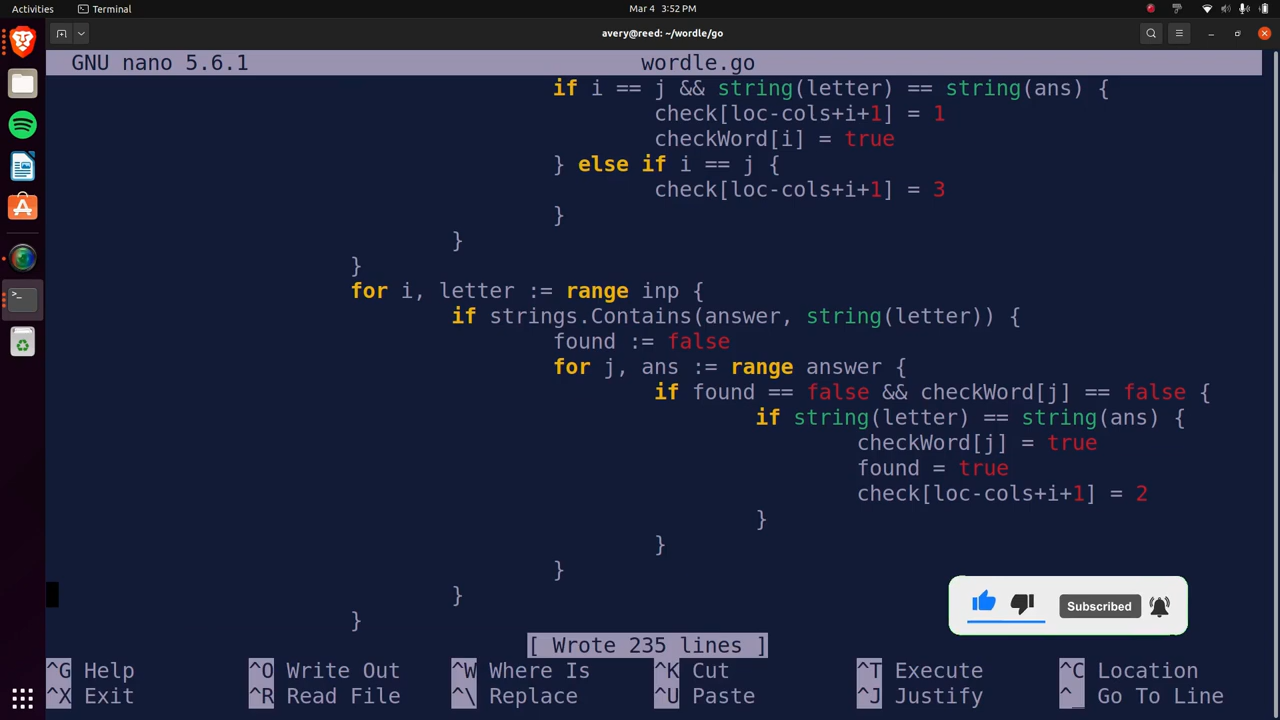 Activities Terminal Mar 4 3:52 PM
avery@reed: ~/wordle/go
GNU nano 5.6.1 wordle.go
if i == j && string(letter) == string(ans) {
check[loc-cols+i+1] = 1
checkWord[i] = true
} else if i == j {
check[loc-cols+i+1] = 3
}
}
}
for i, letter := range inp {
if strings.Contains(answer, string(letter)) {
found := false
for j, ans := range answer {
if found == false && checkWord[j] == false {
if string(letter) == string(ans) {
checkWord[j] = true
found = true
check[loc-cols+i+1] = 2
}
}
}
}
}
Subscribed
[ Wrote 235 lines ]
^G Help ^O Write Out ^W Where Is ^K Cut ^T Execute ^C Location
^X Exit ^R Read File ^\ Replace ^U Paste ^J Justify ^_ Go To Line